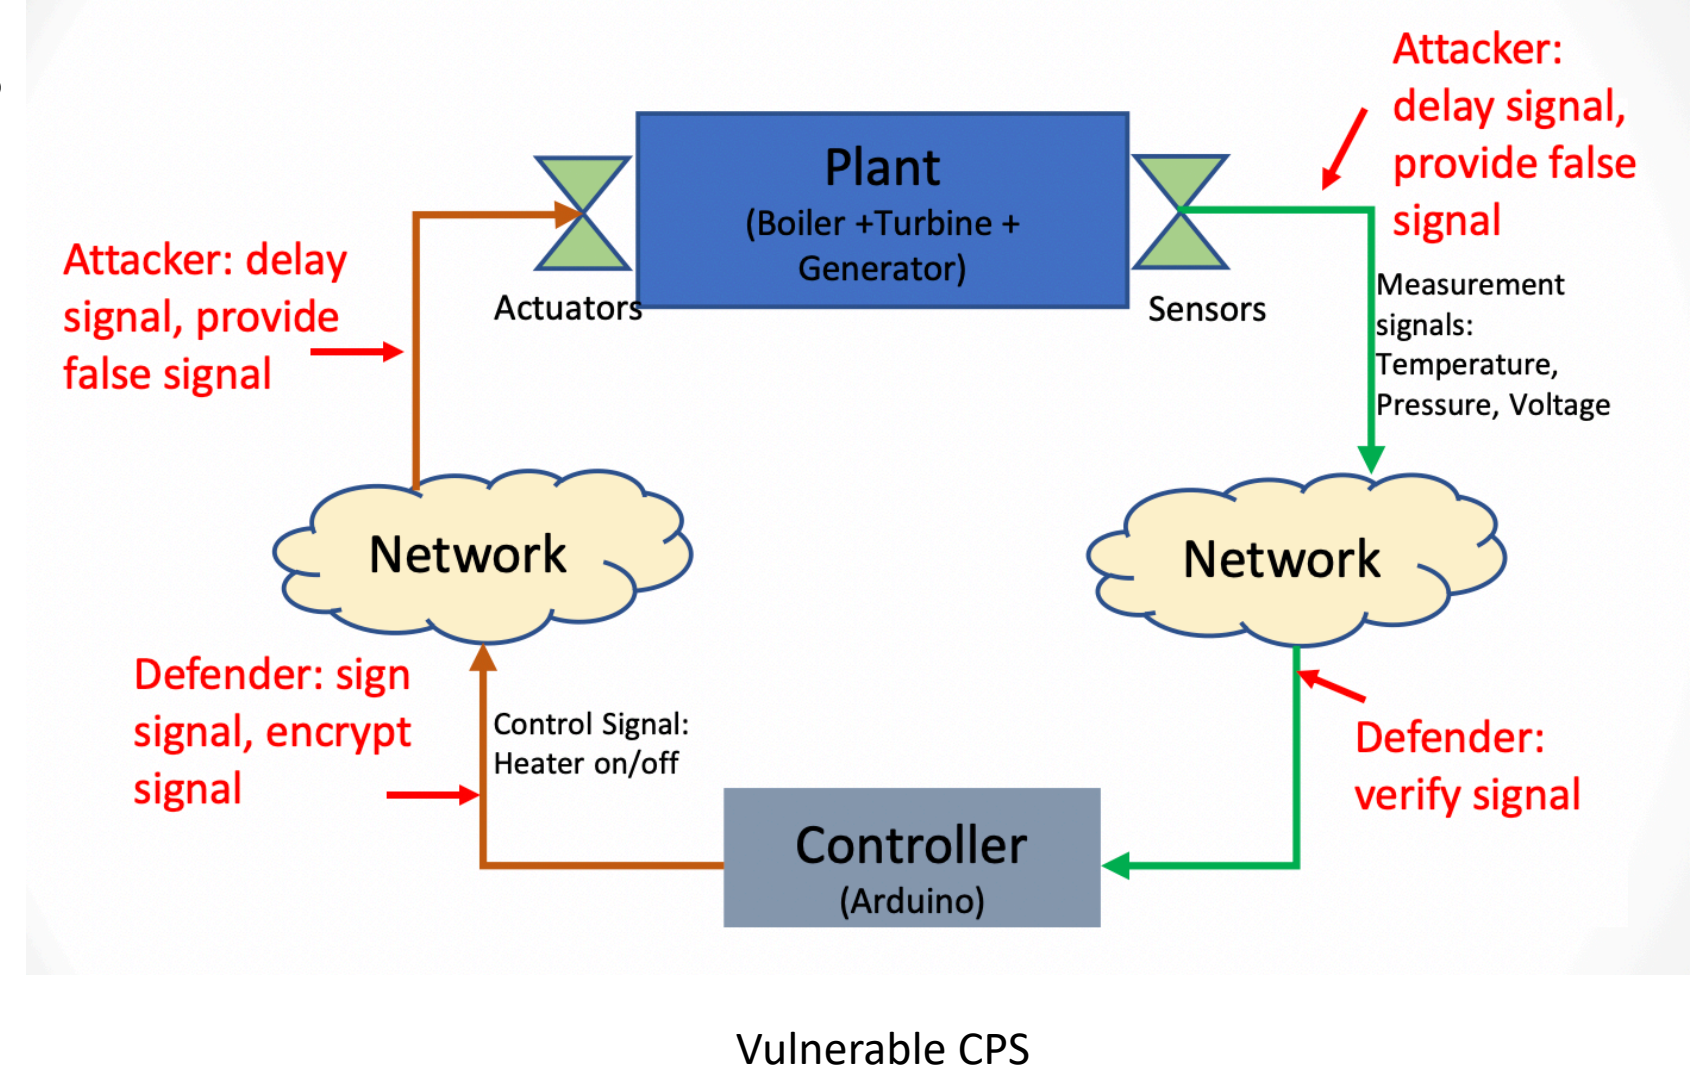 Attacker:
delay signal,
provide false
signal
Plant
(Boiler +Turbine +
Generator)
Attacker: delay
signal, provide
false signal
Actuators
Sensors
Measurement
signals:
Temperature,
Pressure, Voltage
Network
Network
Defender: sign
signal, encrypt
signal
Control Signal:
Heater on/off
Defender:
verify signal
Controller
(Arduino)
Vulnerable CPS